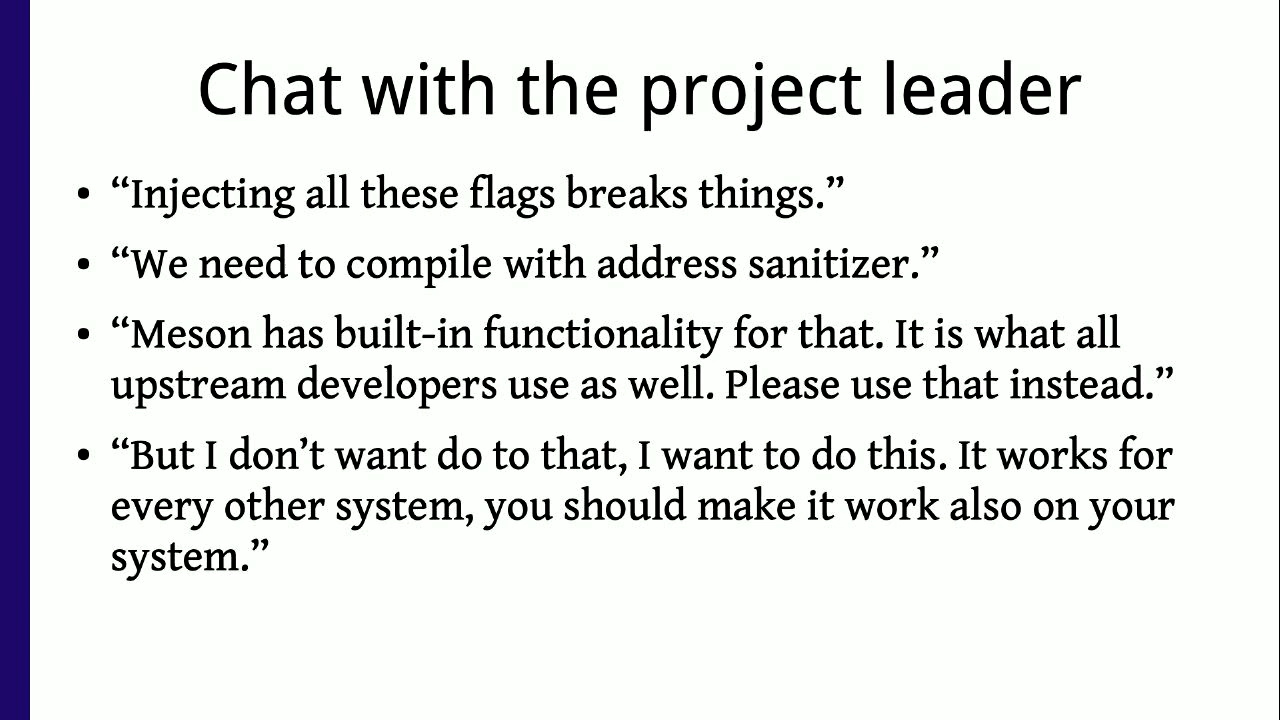 Chat with the project leader
• “Injecting all these flags breaks things.”
• “We need to compile with address sanitizer.”
• “Meson has built-in functionality for that. It is what all
upstream developers use as well. Please use that instead.”
• “But I don’t want do to that, I want to do this. It works for
every other system, you should make it work also on your
system.”